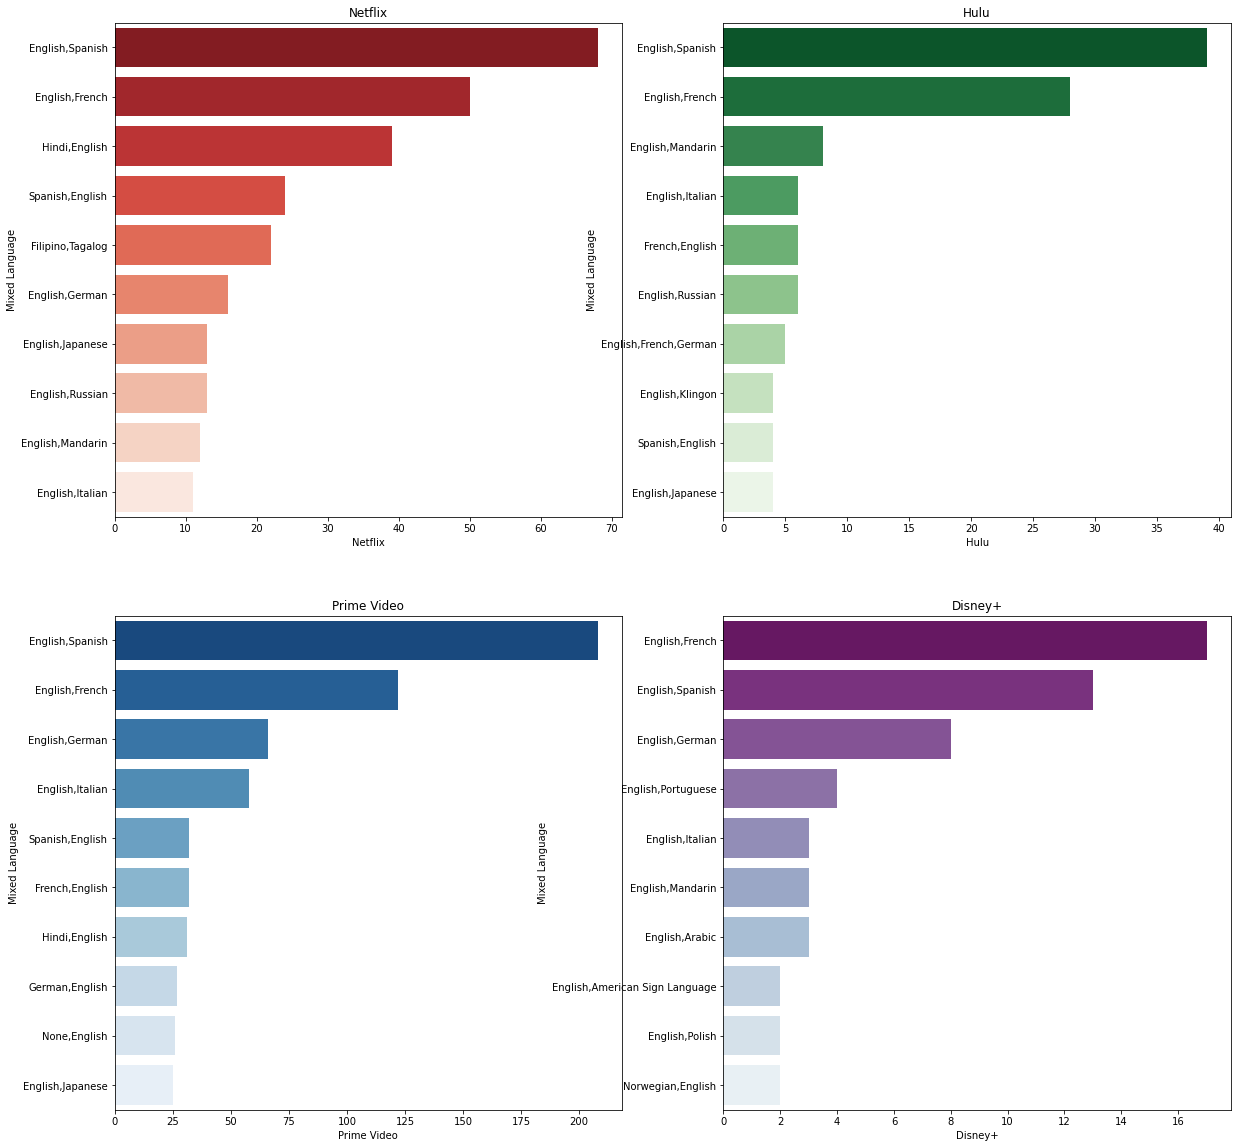 Netflix
English,Spanish
English,French
Hindi,English
Spanish,English
Filipino,Tagalog
English,German
English,Japanese
English,Russian
English,Mandarin
English,Italian
Mixed Language
0 10 20 30 40 50 60 70
Netflix
Hulu
English,Spanish
English,French
English,Mandarin
English,Italian
French,English
English,Russian
English,French,German
English,Klingon
Spanish,English
English,Japanese
Mixed Language
0 5 10 15 20 25 30 35 40
Hulu
Prime Video
English,Spanish
English,French
English,German
English,Italian
Spanish,English
French,English
Hindi,English
German,English
None,English
English,Japanese
Mixed Language
0 25 50 75 100 125 150 175 200
Prime Video
Disney+
English,French
English,Spanish
English,German
English,Portuguese
English,Italian
English,Mandarin
English,Arabic
English,American Sign Language
English,Polish
Norwegian,English
Mixed Language
0 2 4 6 8 10 12 14 16
Disney+